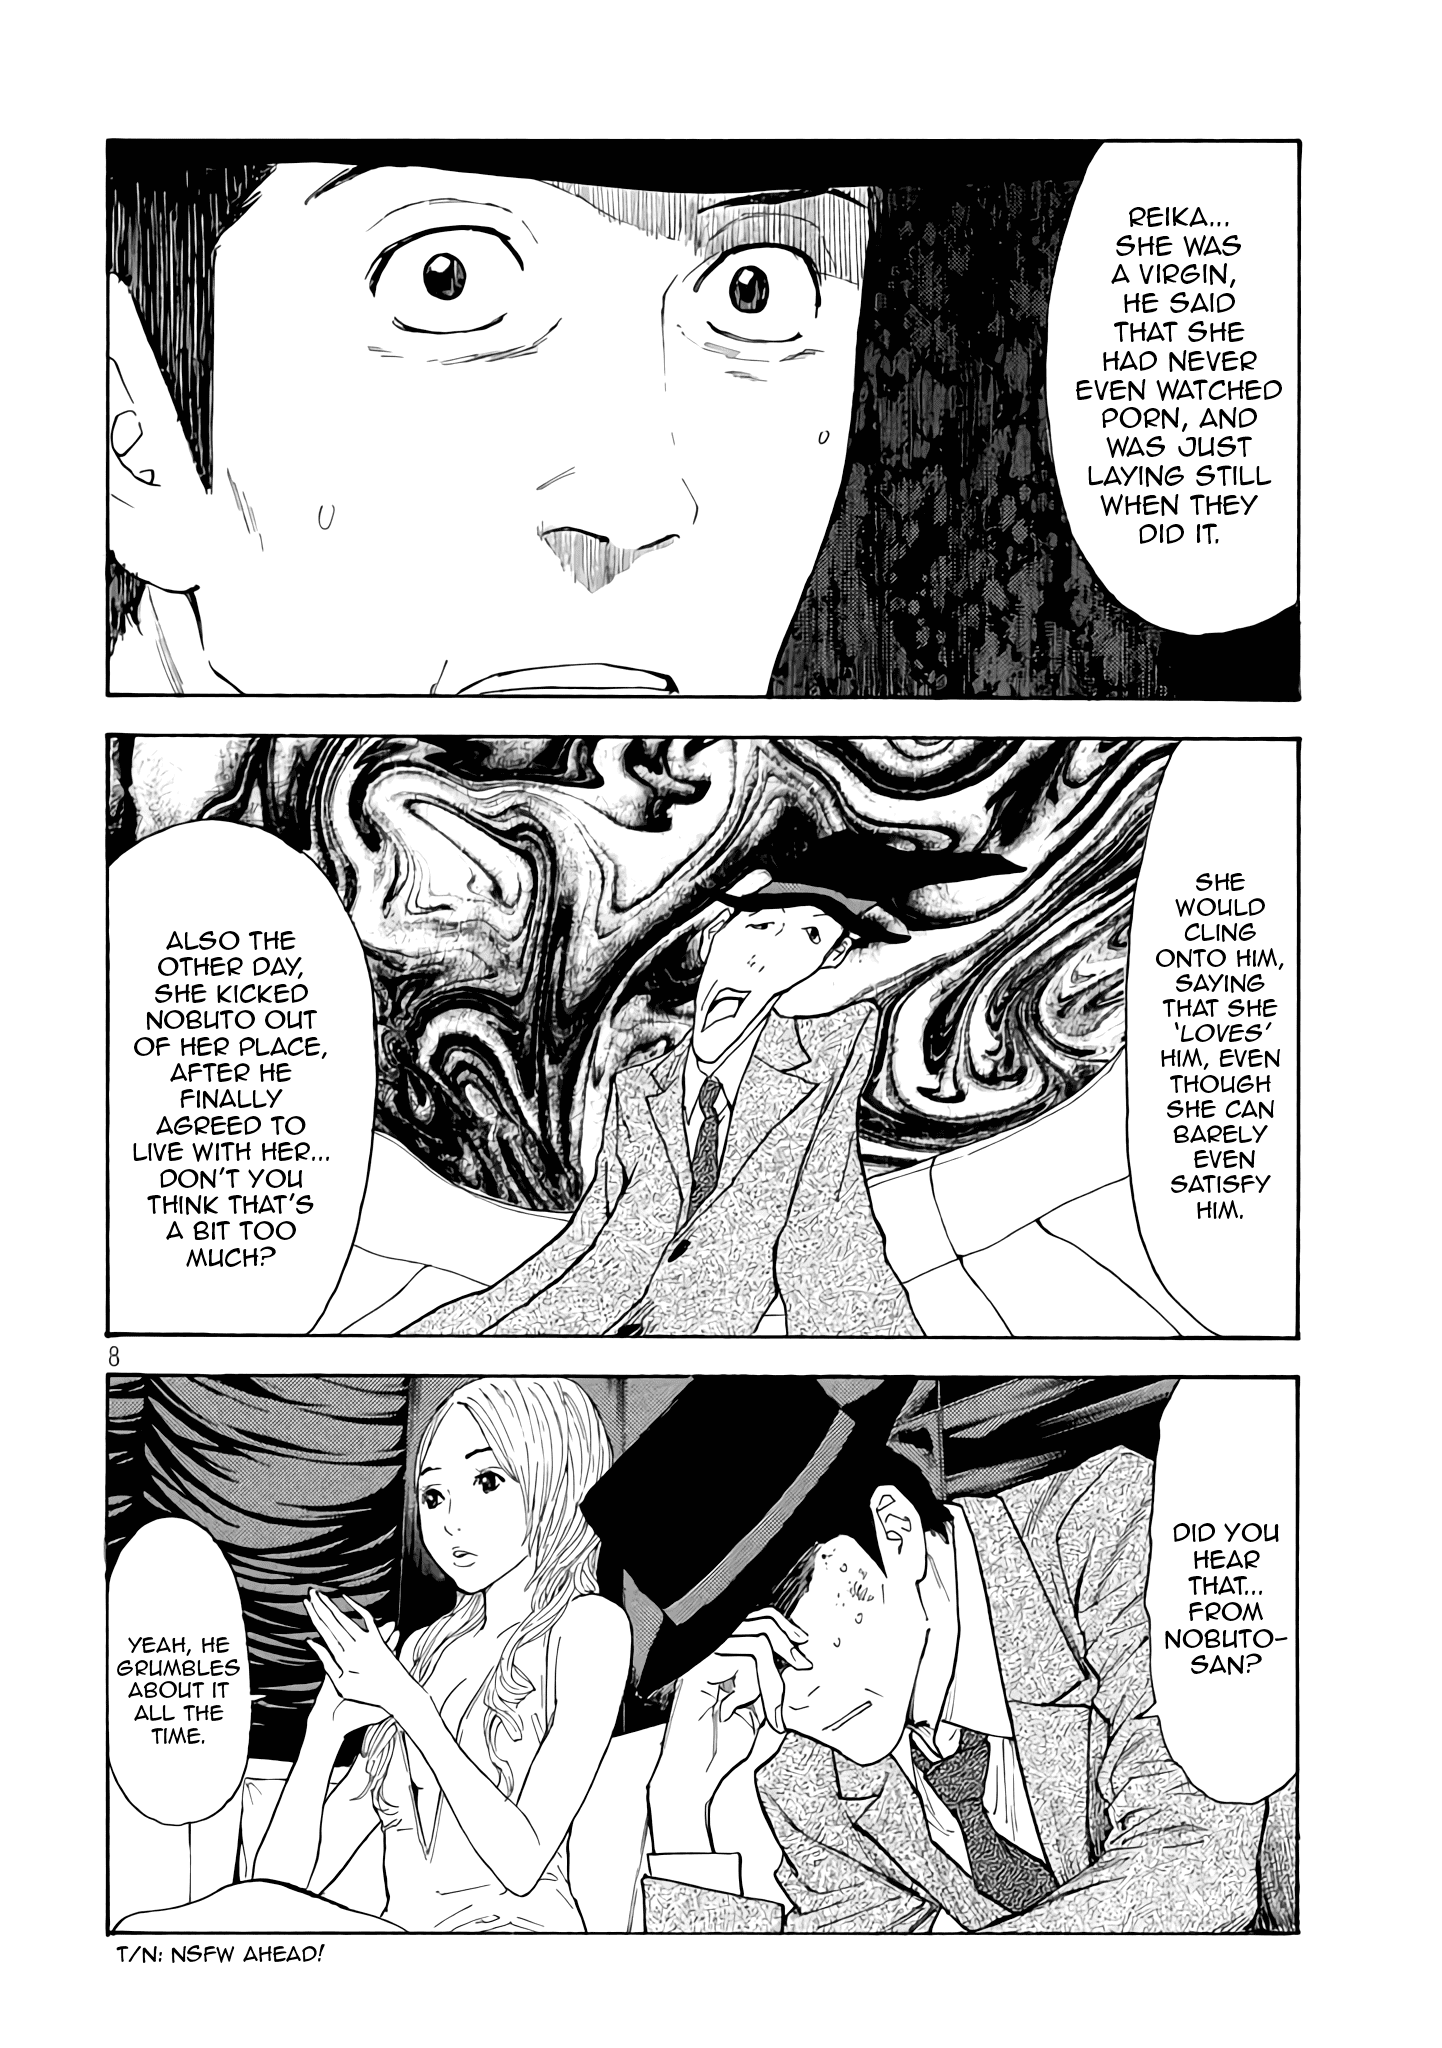 REIKA...
SHE WAS
A VIRGIN,
HE SAID
THAT SHE
HAD NEVER
EVEN WATCHED
PORN, AND
WAS JUST
LAYING STILL
WHEN THEY
DID IT.
SHE
WOULD
CLING
ONTO HIM,
SAYING
THAT SHE
'LOVES'
HIM, EVEN
THOUGH
SHE CAN
BARELY
EVEN
SATISFY
HIM.
ALSO THE
OTHER DAY,
SHE KICKED
NOBUTO OUT
OF HER PLACE,
AFTER HE
FINALLY
AGREED TO
LIVE WITH HER...
DON'T YOU
THINK THAT'S
A BIT TOO
MUCH?
8
DID YOU
HEAR
THAT...
FROM
NOBUTO-
SAN?
YEAH, HE
GRUMBLES
ABOUT IT
ALL THE
TIME.
T/N: NSFW AHEAD!